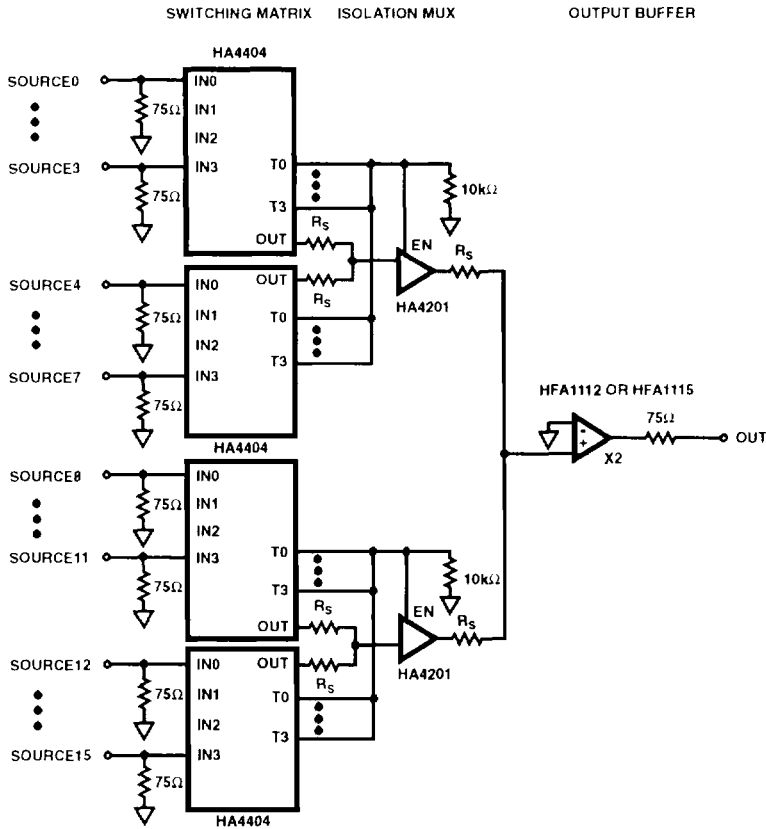 SWITCHING MATRIX ISOLATION MUX OUTPUT BUFFER
HA4404
SOURCE0
75Ω
IN0
IN1
IN2
SOURCE3
75Ω
IN3
T0
T3
OUT
RS
10kΩ
EN
RS
HA4201
SOURCE4
75Ω
IN0
IN1
IN2
SOURCE7
75Ω
IN3
OUT
RS
T0
T3
HA4404
HFA1112 OR HFA1115
-
+
X2
75Ω
OUT
SOURCE8
75Ω
IN0
IN1
IN2
SOURCE11
75Ω
IN3
T0
T3
OUT
RS
10kΩ
EN
RS
HA4201
SOURCE12
75Ω
IN0
IN1
IN2
SOURCE15
75Ω
IN3
OUT
RS
T0
T3
HA4404